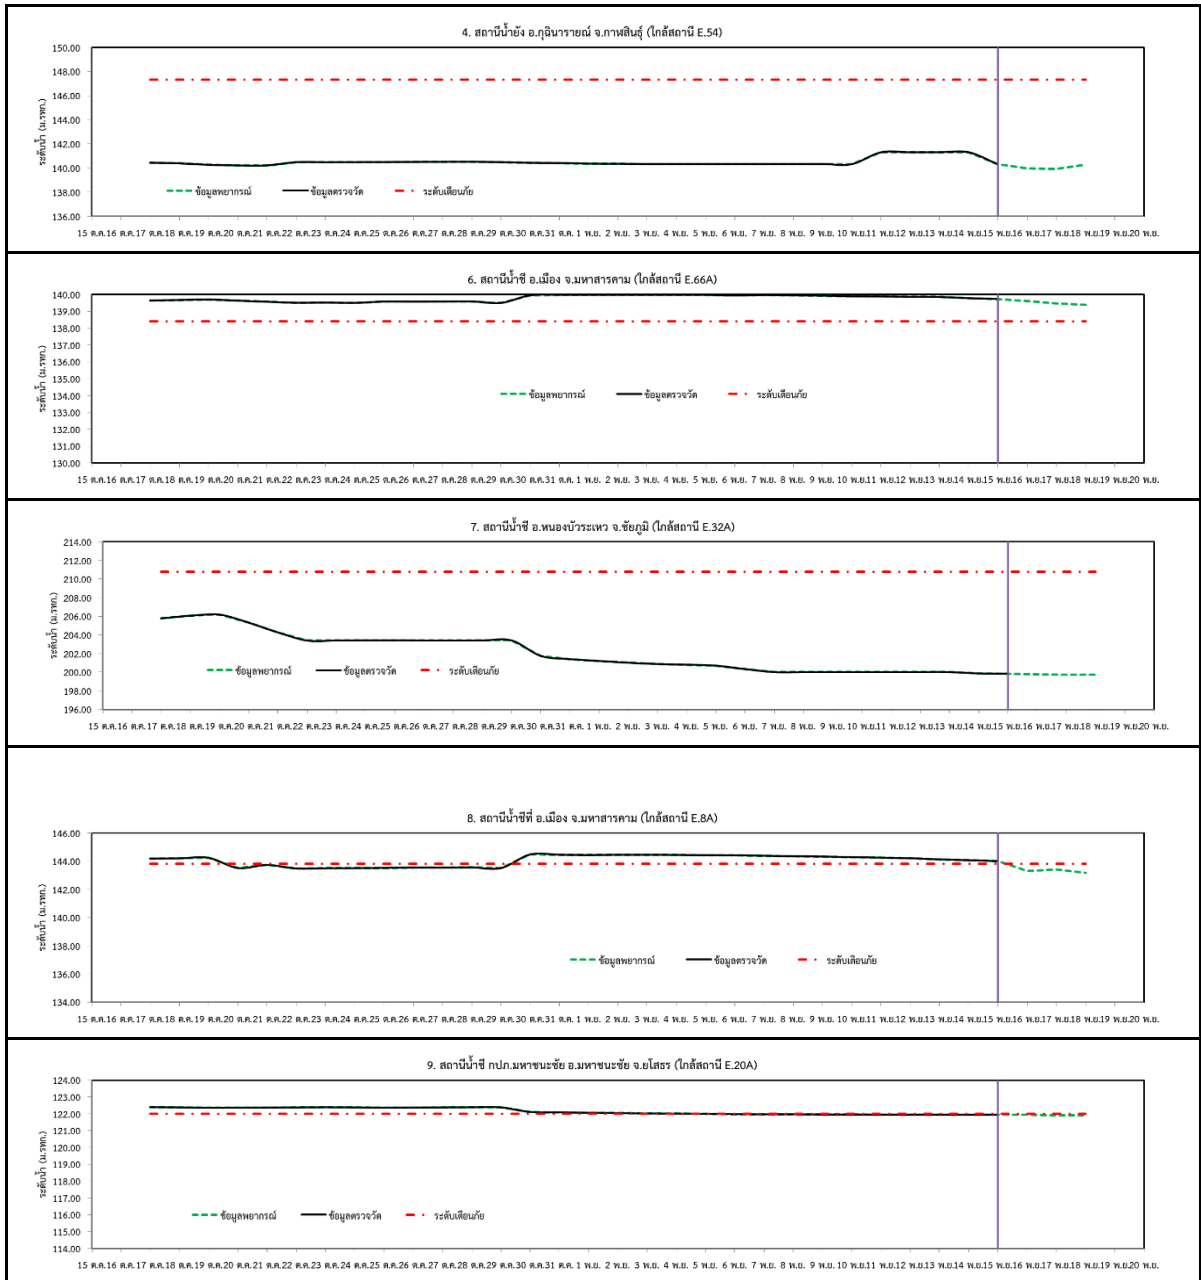 4. สถานีน้ำยัง อ.กุฉินารายณ์ จ.กาฬสินธุ์ (ใกล้สถานี E.54)
ระดับน้ำ (ม.รทก.)
150.00
148.00
146.00
144.00
142.00
140.00
138.00
136.00
ข้อมูลพยากรณ์ ข้อมูลตรวจวัด ระดับเตือนภัย
15 ต.ค.16 ต.ค.17 ต.ค.18 ต.ค.19 ต.ค.20 ต.ค.21 ต.ค.22 ต.ค.23 ต.ค.24 ต.ค.25 ต.ค.26 ต.ค.27 ต.ค.28 ต.ค.29 ต.ค.30 ต.ค.31 ต.ค. 1 พ.ย. 2 พ.ย. 3 พ.ย. 4 พ.ย. 5 พ.ย. 6 พ.ย. 7 พ.ย. 8 พ.ย. 9 พ.ย. 10 พ.ย.11 พ.ย.12 พ.ย.13 พ.ย.14 พ.ย.15 พ.ย.16 พ.ย.17 พ.ย.18 พ.ย.19 พ.ย.20 พ.ย.
6. สถานีน้ำชี อ.เมือง จ.มหาสารคาม (ใกล้สถานี E.66A)
ระดับน้ำ (ม.รทก.)
140.00
139.00
138.00
137.00
136.00
135.00
134.00
133.00
132.00
131.00
130.00
ข้อมูลพยากรณ์ ข้อมูลตรวจวัด ระดับเตือนภัย
15 ต.ค.16 ต.ค.17 ต.ค.18 ต.ค.19 ต.ค.20 ต.ค.21 ต.ค.22 ต.ค.23 ต.ค.24 ต.ค.25 ต.ค.26 ต.ค.27 ต.ค.28 ต.ค.29 ต.ค.30 ต.ค.31 ต.ค. 1 พ.ย. 2 พ.ย. 3 พ.ย. 4 พ.ย. 5 พ.ย. 6 พ.ย. 7 พ.ย. 8 พ.ย. 9 พ.ย. 10 พ.ย.11 พ.ย.12 พ.ย.13 พ.ย.14 พ.ย.15 พ.ย.16 พ.ย.17 พ.ย.18 พ.ย.19 พ.ย.20 พ.ย.
7. สถานีน้ำชี อ.หนองบัวระเหว จ.ชัยภูมิ (ใกล้สถานี E.32A)
ระดับน้ำ (ม.รทก.)
214.00
212.00
210.00
208.00
206.00
204.00
202.00
200.00
198.00
196.00
ข้อมูลพยากรณ์ ข้อมูลตรวจวัด ระดับเตือนภัย
15 ต.ค.16 ต.ค.17 ต.ค.18 ต.ค.19 ต.ค.20 ต.ค.21 ต.ค.22 ต.ค.23 ต.ค.24 ต.ค.25 ต.ค.26 ต.ค.27 ต.ค.28 ต.ค.29 ต.ค.30 ต.ค.31 ต.ค. 1 พ.ย. 2 พ.ย. 3 พ.ย. 4 พ.ย. 5 พ.ย. 6 พ.ย. 7 พ.ย. 8 พ.ย. 9 พ.ย. 10 พ.ย.11 พ.ย.12 พ.ย.13 พ.ย.14 พ.ย.15 พ.ย.16 พ.ย.17 พ.ย.18 พ.ย.19 พ.ย.20 พ.ย.
8. สถานีน้ำชีที่ อ.เมือง จ.มหาสารคาม (ใกล้สถานี E.8A)
ระดับน้ำ (ม.รทก.)
146.00
144.00
142.00
140.00
138.00
136.00
134.00
ข้อมูลพยากรณ์ ข้อมูลตรวจวัด ระดับเตือนภัย
15 ต.ค.16 ต.ค.17 ต.ค.18 ต.ค.19 ต.ค.20 ต.ค.21 ต.ค.22 ต.ค.23 ต.ค.24 ต.ค.25 ต.ค.26 ต.ค.27 ต.ค.28 ต.ค.29 ต.ค.30 ต.ค.31 ต.ค. 1 พ.ย. 2 พ.ย. 3 พ.ย. 4 พ.ย. 5 พ.ย. 6 พ.ย. 7 พ.ย. 8 พ.ย. 9 พ.ย. 10 พ.ย.11 พ.ย.12 พ.ย.13 พ.ย.14 พ.ย.15 พ.ย.16 พ.ย.17 พ.ย.18 พ.ย.19 พ.ย.20 พ.ย.
9. สถานีน้ำชี กปภ.มหาชนะชัย อ.มหาชนะชัย จ.ยโสธร (ใกล้สถานี E.20A)
ระดับน้ำ (ม.รทก.)
124.00
123.00
122.00
121.00
120.00
119.00
118.00
117.00
116.00
115.00
114.00
ข้อมูลพยากรณ์ ข้อมูลตรวจวัด ระดับเตือนภัย
15 ต.ค.16 ต.ค.17 ต.ค.18 ต.ค.19 ต.ค.20 ต.ค.21 ต.ค.22 ต.ค.23 ต.ค.24 ต.ค.25 ต.ค.26 ต.ค.27 ต.ค.28 ต.ค.29 ต.ค.30 ต.ค.31 ต.ค. 1 พ.ย. 2 พ.ย. 3 พ.ย. 4 พ.ย. 5 พ.ย. 6 พ.ย. 7 พ.ย. 8 พ.ย. 9 พ.ย. 10 พ.ย.11 พ.ย.12 พ.ย.13 พ.ย.14 พ.ย.15 พ.ย.16 พ.ย.17 พ.ย.18 พ.ย.19 พ.ย.20 พ.ย.